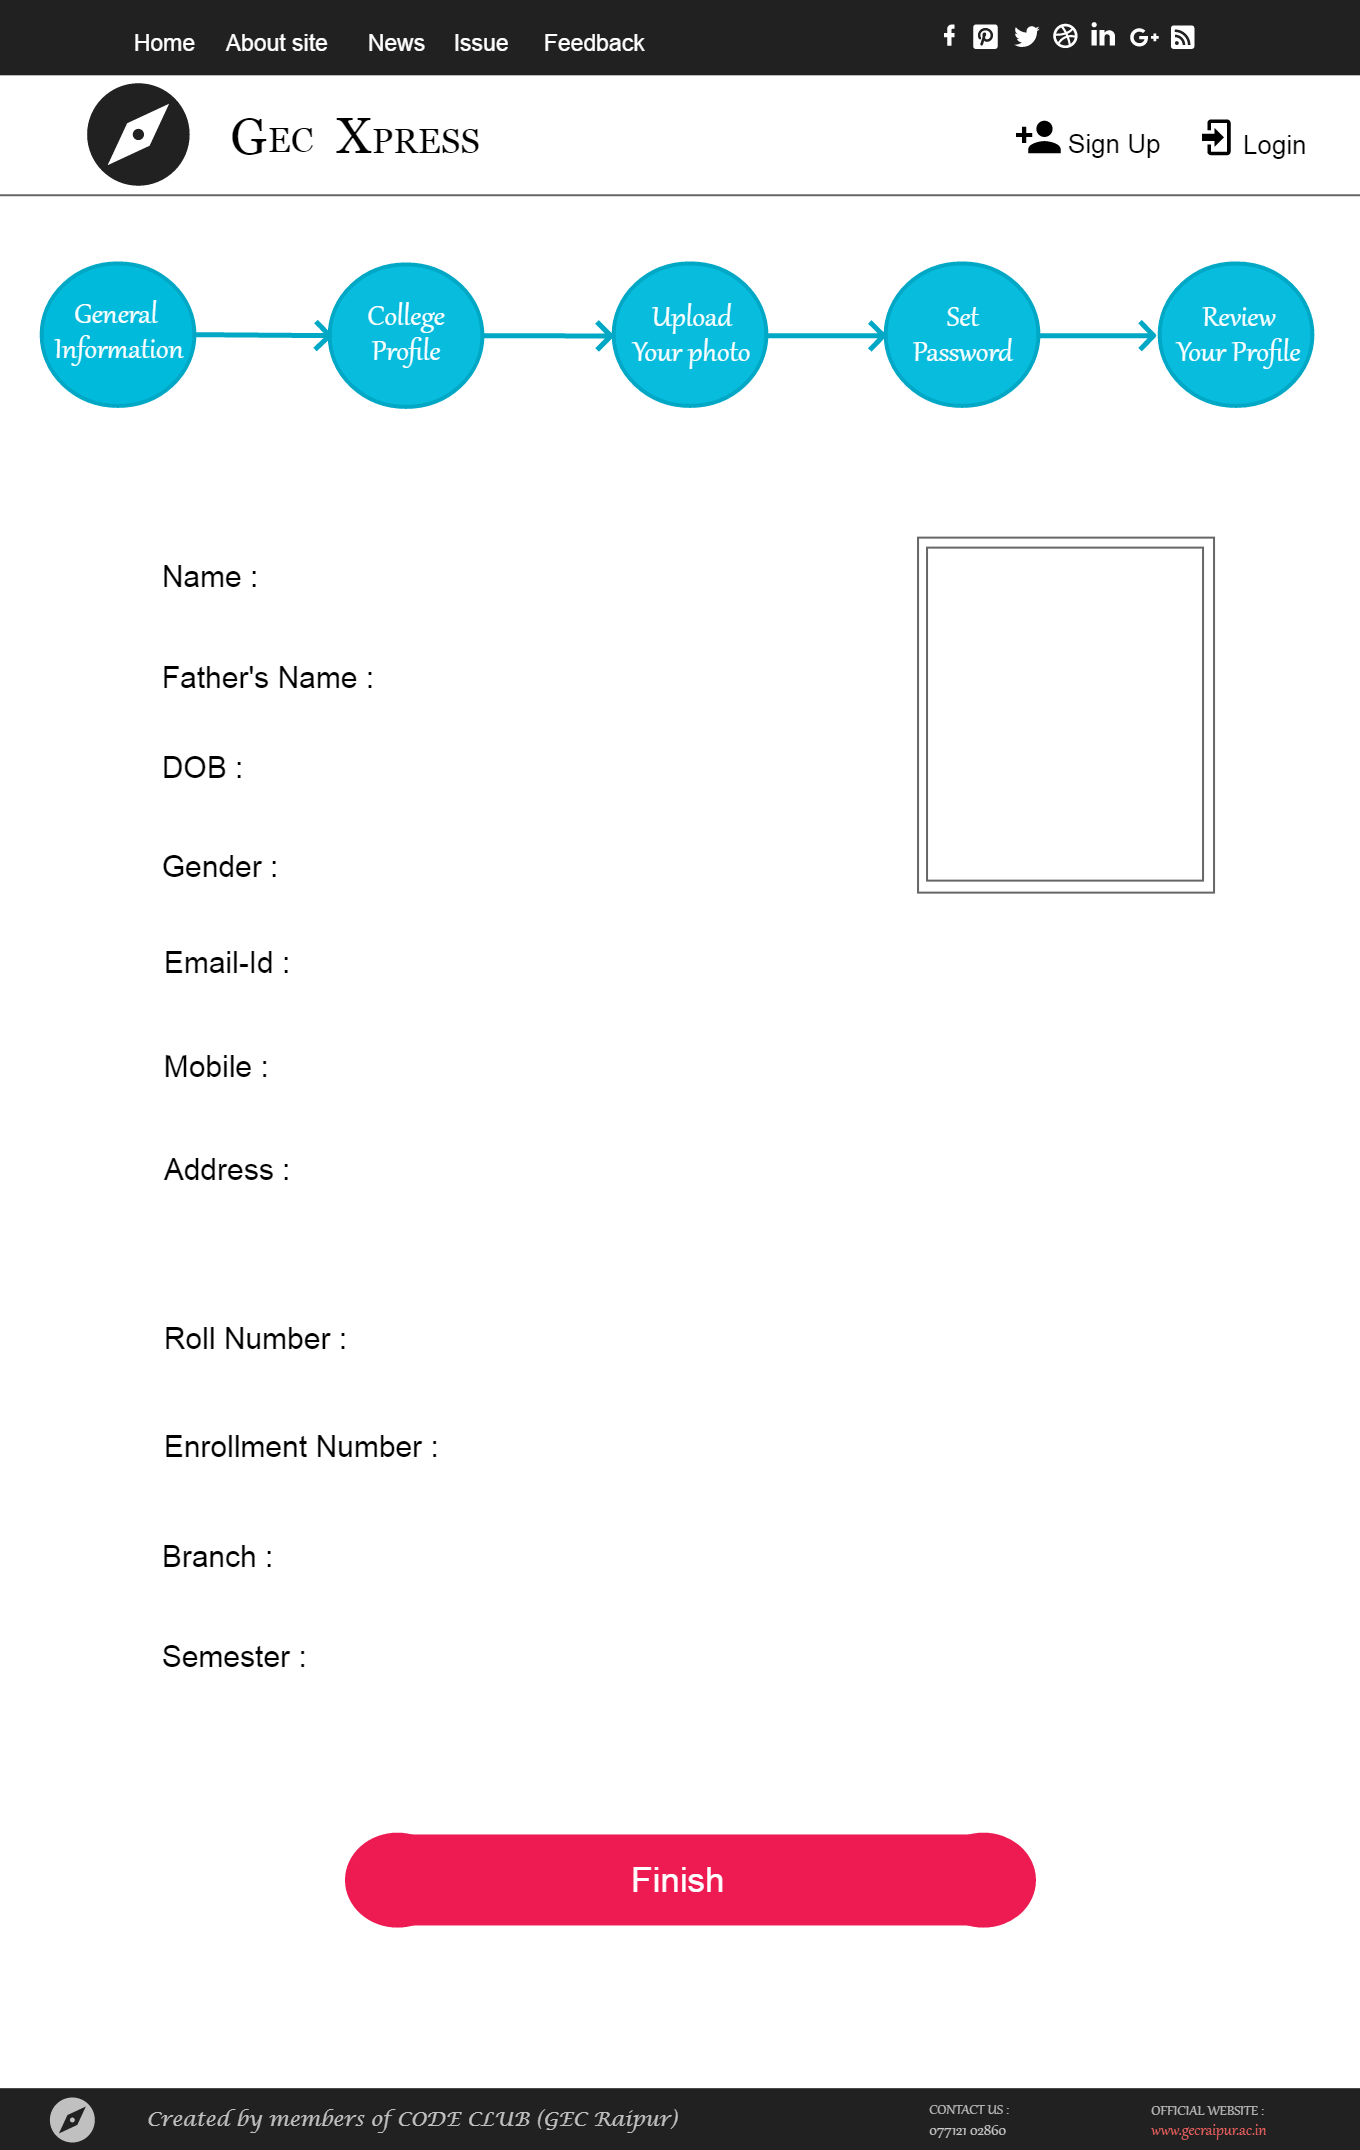 Home About site News Issue Feedback
Gec Xpress
Sign Up Login
General
Information
College
Profile
Upload
Your photo
Set
Password
Review
Your Profile
Name :
Father's Name :
DOB :
Gender :
Email-Id :
Mobile :
Address :
Roll Number :
Enrollment Number :
Branch :
Semester :
Finish
Created by members of CODE CLUB (GEC Raipur)
CONTACT US :
077121 02860
OFFICIAL WEBSITE :
www.gecraipur.ac.in